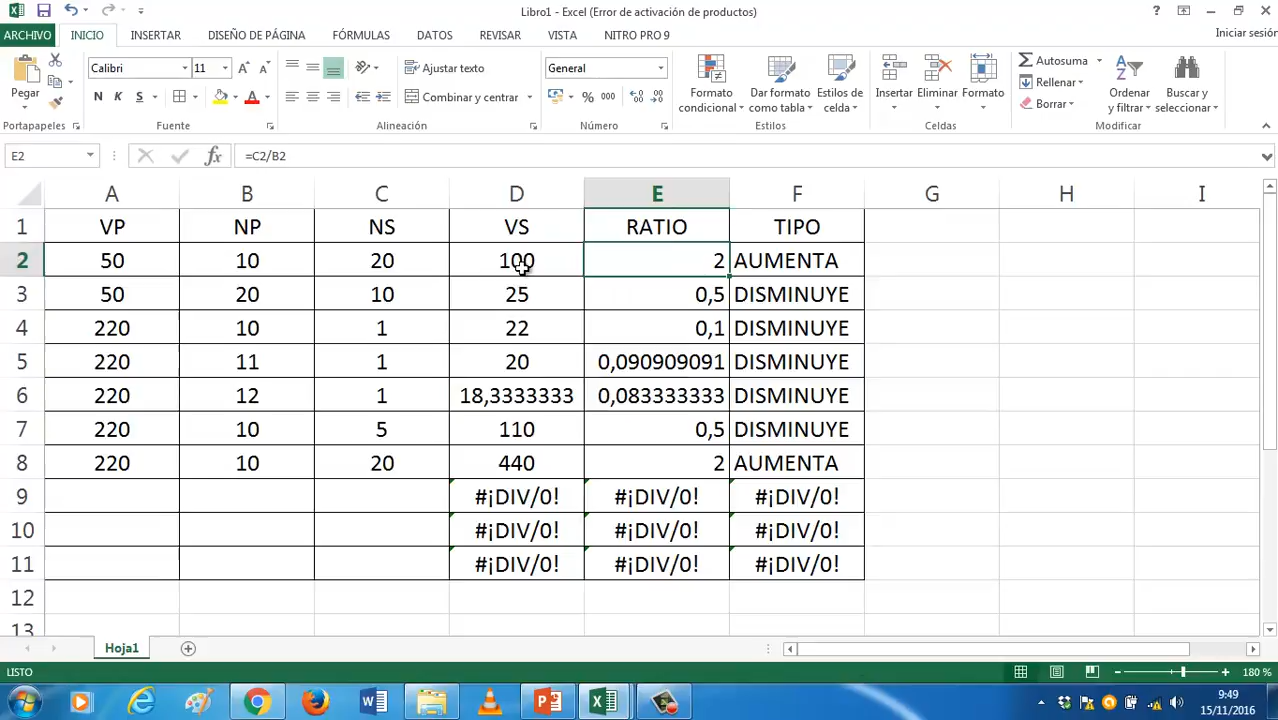 Libro1 - Excel (Error de activación de productos)
ARCHIVO INICIO INSERTAR DISEÑO DE PÁGINA FÓRMULAS DATOS REVISAR VISTA NITRO PRO 9 Iniciar sesión
Pegar
Portapapeles
Calibri 11
N K S
Fuente
Ajustar texto
Combinar y centrar
Alineación
General
% 000
Número
Formato condicional
Dar formato como tabla
Estilos de celda
Estilos
Insertar
Eliminar
Formato
Celdas
Autosuma
Rellenar
Borrar
Ordenar y filtrar
Buscar y seleccionar
Modificar
E2 fx =C2/B2
A B C D E F G H I
1 VP NP NS VS RATIO TIPO
2 50 10 20 100 2 AUMENTA
3 50 20 10 25 0,5 DISMINUYE
4 220 10 1 22 0,1 DISMINUYE
5 220 11 1 20 0,090909091 DISMINUYE
6 220 12 1 18,3333333 0,083333333 DISMINUYE
7 220 10 5 110 0,5 DISMINUYE
8 220 10 20 440 2 AUMENTA
9 #¡DIV/0! #¡DIV/0! #¡DIV/0!
10 #¡DIV/0! #¡DIV/0! #¡DIV/0!
11 #¡DIV/0! #¡DIV/0! #¡DIV/0!
12
13
Hoja1
LISTO 180 %
9:49
15/11/2016